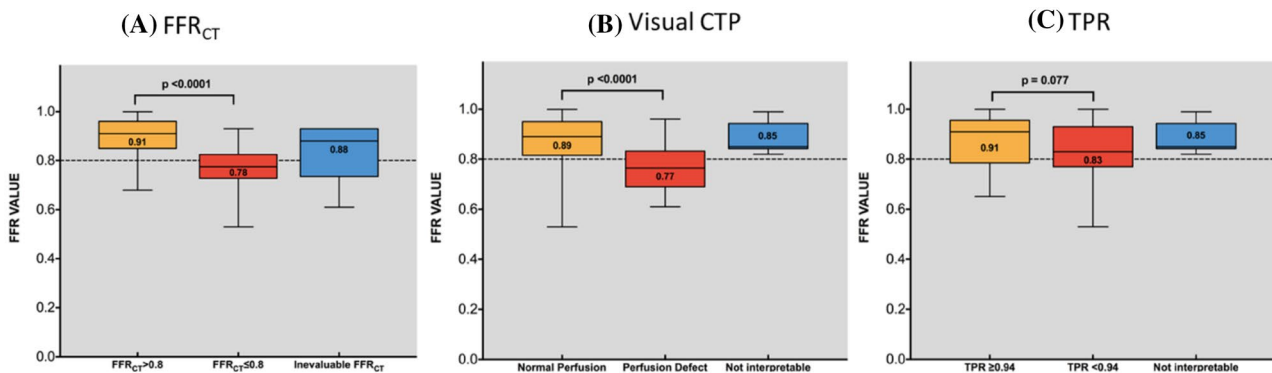 (A) FFRCT
p <0.0001
FFR VALUE
1.0
0.8
0.6
0.4
0.2
0.0
0.91
0.78
0.88
FFRCT>0.8 FFRCT≤0.8 Inevaluable FFRCT
(B) Visual CTP
p <0.0001
FFR VALUE
1.0
0.8
0.6
0.4
0.2
0.0
0.89
0.77
0.85
Normal Perfusion Perfusion Defect Not interpretable
(C) TPR
p = 0.077
FFR VALUE
1.0
0.8
0.6
0.4
0.2
0.0
0.91
0.83
0.85
TPR ≥0.94 TPR <0.94 Not interpretable